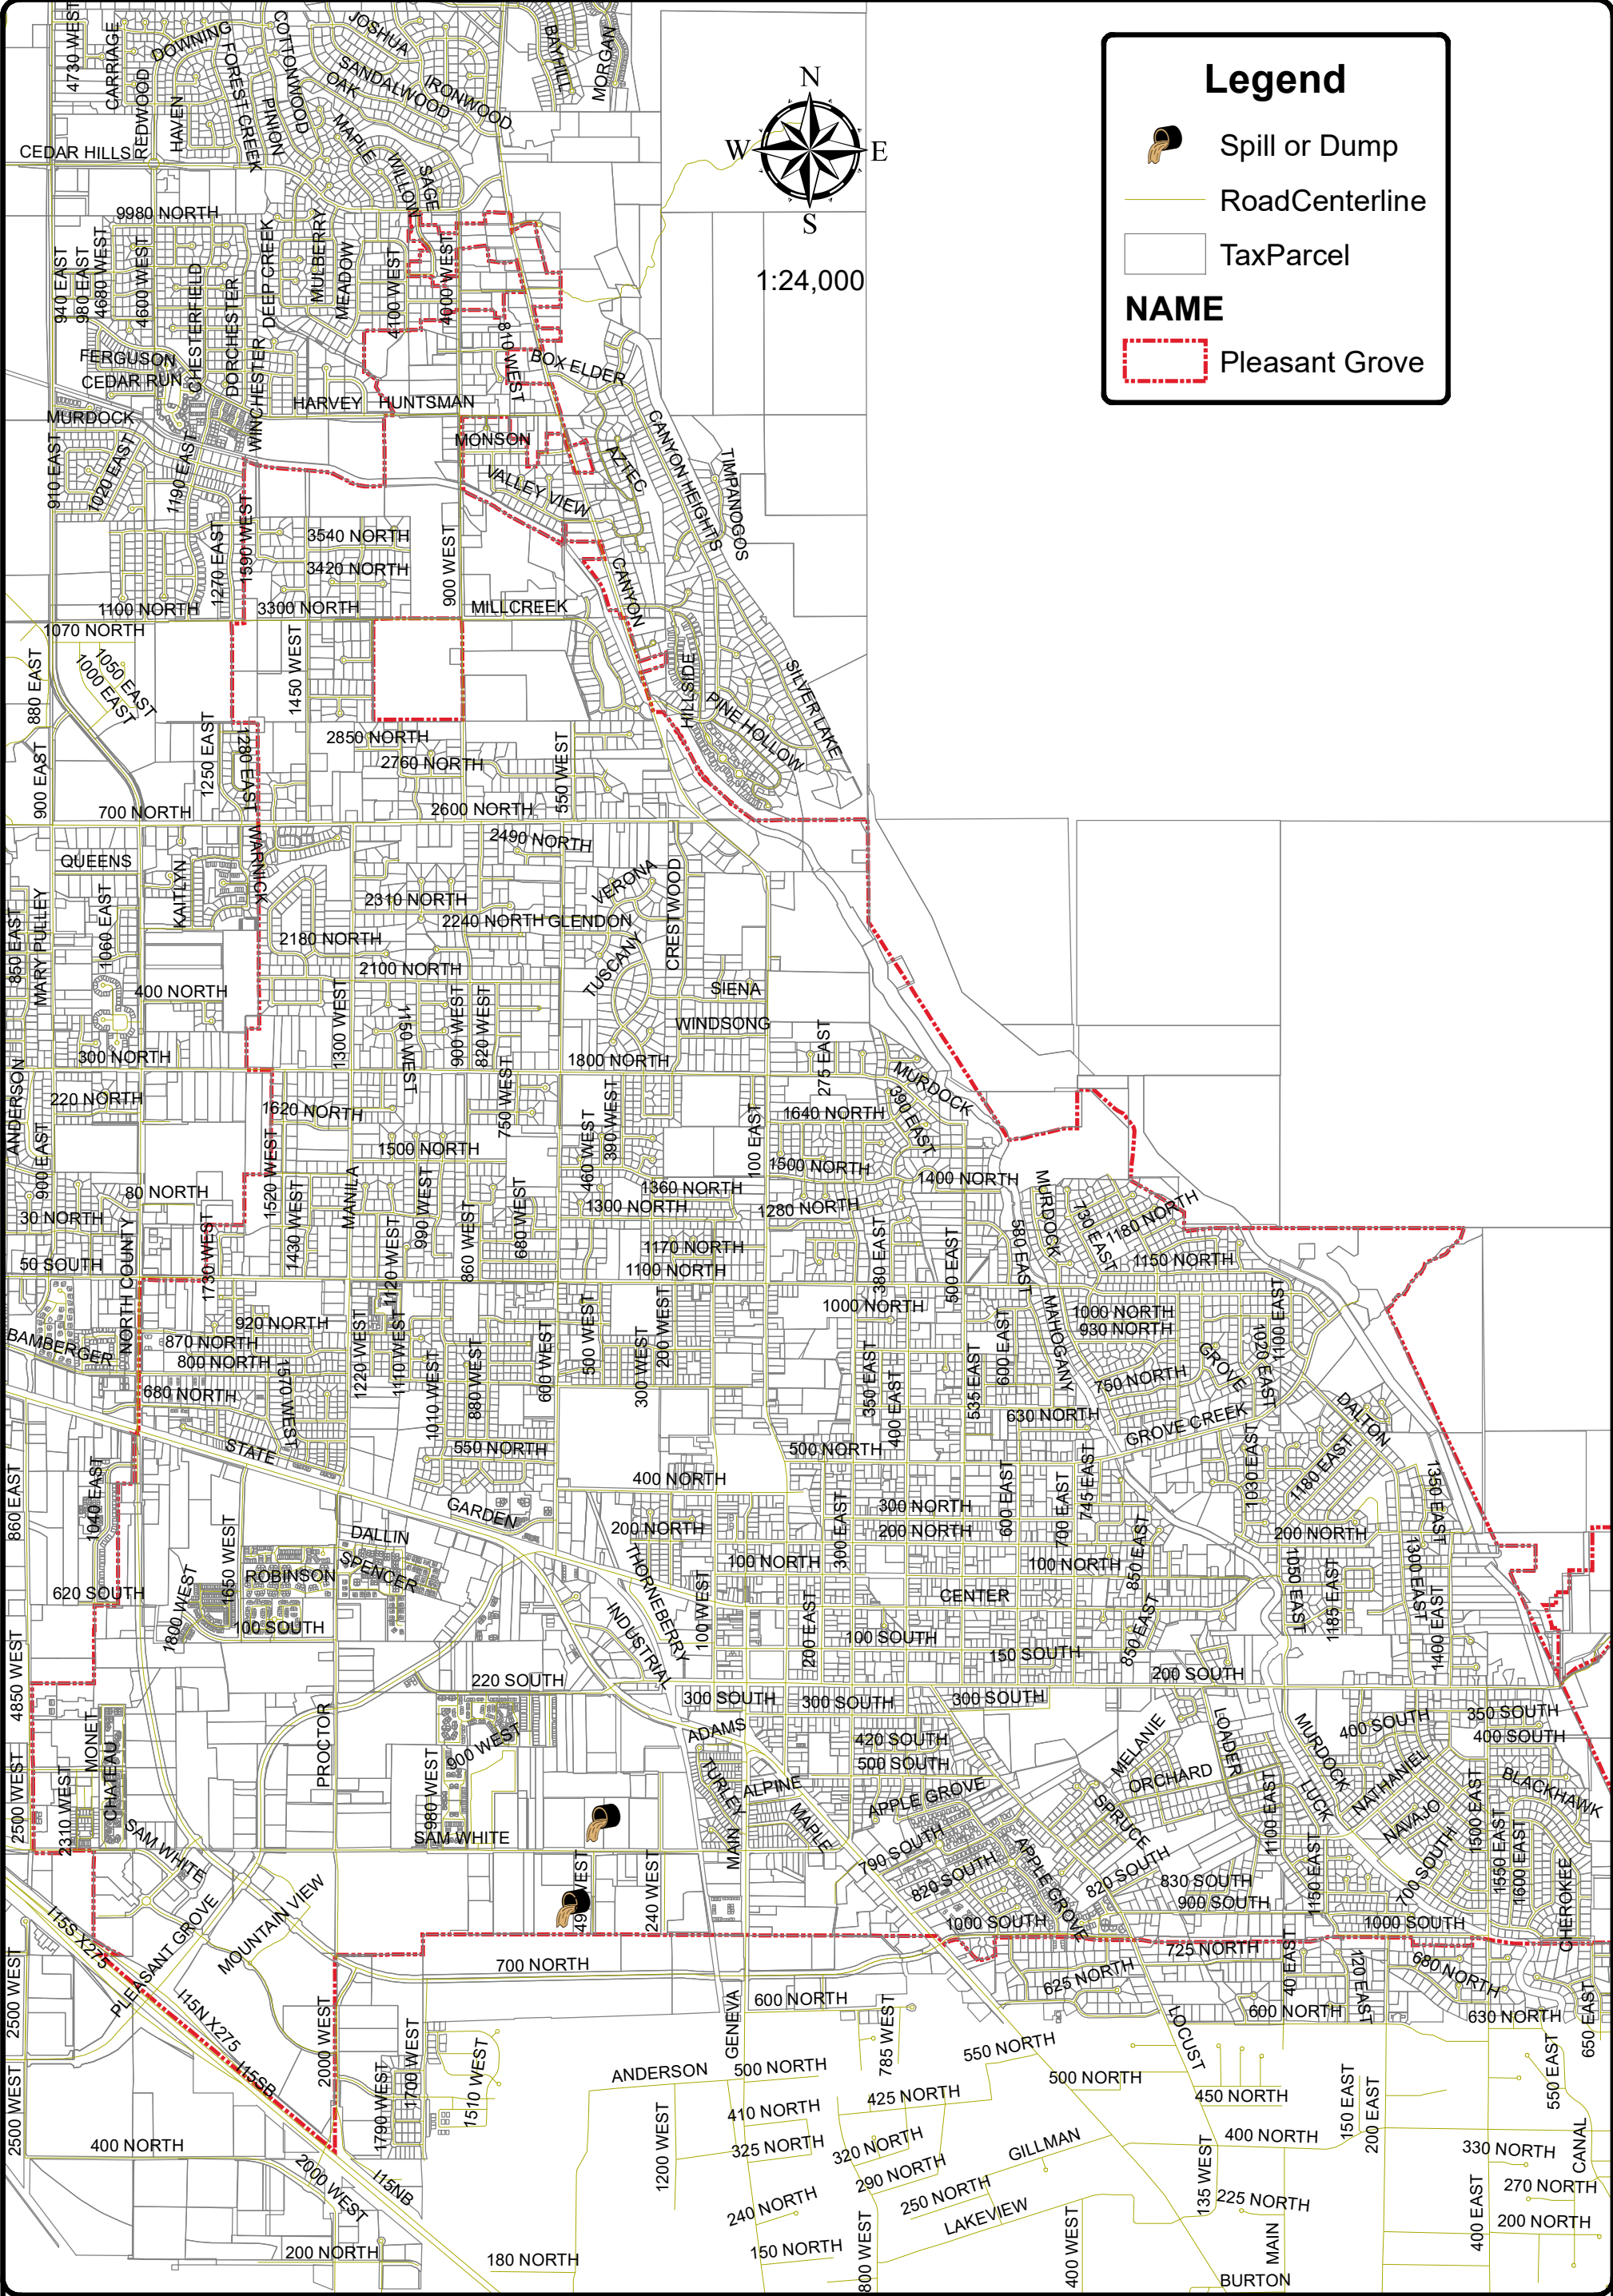 Legend
Spill or Dump
RoadCenterline
TaxParcel
NAME
Pleasant Grove
N
W
E
S
1:24,000
4730 WEST
CARRIAGE
DOWNING
REDWOOD
HAVEN
FOREST CREEK
PINION
COTTONWOOD
JOSHUA
SANDALWOOD
OAK
IRONWOOD
MAPLE
WILLOW
SAGE
BAYHILL
MORGAN
CEDAR HILLS
9980 NORTH
940 EAST
980 EAST
4680 WEST
4600 WEST
CHESTERFIELD
DORCHESTER
DEEP CREEK
WINCHESTER
MULBERRY
MEADOW
4100 WEST
4000 WEST
810 WEST
BOX ELDER
FERGUSON
CEDAR RUN
HARVEY
HUNTSMAN
MURDOCK
MONSON
910 EAST
1020 EAST
1190 EAST
VALLEY VIEW
AZTEC
CANYON HEIGHTS
TIMPANOGOS
1270 EAST
1590 WEST
3540 NORTH
3420 NORTH
900 WEST
CANYON
1100 NORTH
3300 NORTH
MILLCREEK
1070 NORTH
1050 EAST
1000 EAST
880 EAST
1450 WEST
HILLSIDE
SILVER LAKE
PINE HOLLOW
1250 EAST
1280 EAST
2850 NORTH
2760 NORTH
550 WEST
900 EAST
700 NORTH
2600 NORTH
2490 NORTH
QUEENS
KAITLYN
WARNICK
VERONA
CRESTWOOD
2310 NORTH
2240 NORTH
GLENDON
850 EAST
MARY PULLEY
1060 EAST
2180 NORTH
2100 NORTH
TUSCANY
400 NORTH
SIENA
WINDSONG
1300 WEST
1150 WEST
900 WEST
820 WEST
300 NORTH
1800 NORTH
275 EAST
MURDOCK
ANDERSON
220 NORTH
1620 NORTH
750 WEST
460 WEST
390 WEST
1640 NORTH
390 EAST
100 EAST
900 EAST
1520 WEST
1500 NORTH
1500 NORTH
1400 NORTH
80 NORTH
30 NORTH
MANILA
1430 WEST
990 WEST
860 WEST
680 WEST
1360 NORTH
1300 NORTH
1280 NORTH
MURDOCK
730 EAST
1180 NORTH
50 SOUTH
NORTH COUNTY
1730 WEST
1120 WEST
1170 NORTH
1100 NORTH
380 EAST
500 EAST
580 EAST
1150 NORTH
BAMBERGER
920 NORTH
870 NORTH
800 NORTH
680 NORTH
1570 WEST
1220 WEST
1110 WEST
1010 WEST
880 WEST
600 WEST
500 WEST
300 WEST
200 WEST
1000 NORTH
350 EAST
400 EAST
535 EAST
600 EAST
MAHOGANY
1000 NORTH
930 NORTH
750 NORTH
GROVE
1020 EAST
1100 EAST
630 NORTH
GROVE CREEK
DALTON
STATE
550 NORTH
500 NORTH
400 NORTH
860 EAST
1040 EAST
GARDEN
300 EAST
300 NORTH
200 NORTH
600 EAST
700 EAST
745 EAST
1030 EAST
1180 EAST
1350 EAST
1650 WEST
DALLIN
SPENCER
ROBINSON
200 NORTH
100 NORTH
100 NORTH
200 NORTH
THORNEBERRY
850 EAST
1050 EAST
1185 EAST
1300 EAST
1400 EAST
620 SOUTH
1800 WEST
100 SOUTH
CENTER
INDUSTRIAL
100 WEST
200 EAST
100 SOUTH
150 SOUTH
850 EAST
200 SOUTH
4850 WEST
220 SOUTH
300 SOUTH
300 SOUTH
300 SOUTH
MONET
CHATEAU
PROCTOR
900 WEST
980 WEST
ADAMS
420 SOUTH
500 SOUTH
MELANIE
LOADER
MURDOCK
400 SOUTH
350 SOUTH
400 SOUTH
2500 WEST
2310 WEST
TURLEY
ALPINE
APPLE GROVE
ORCHARD
SPRUCE
1100 EAST
LUCK
NATHANIEL
NAVAJO
BLACKHAWK
SAM WHITE
SAM WHITE
MAIN
MAPLE
790 SOUTH
820 SOUTH
APPLE GROVE
820 SOUTH
830 SOUTH
900 SOUTH
1150 EAST
700 SOUTH
1500 EAST
1550 EAST
1600 EAST
CHEROKEE
240 WEST
1000 SOUTH
1000 SOUTH
I15S X275
PLEASANT GROVE
MOUNTAIN VIEW
700 NORTH
725 NORTH
625 NORTH
600 NORTH
40 EAST
120 EAST
680 NORTH
630 NORTH
650 EAST
2500 WEST
I15N X275
I15SB
2000 WEST
1700 WEST
1790 WEST
1510 WEST
600 NORTH
GENEVA
785 WEST
550 NORTH
LOCUST
550 EAST
ANDERSON
500 NORTH
500 NORTH
450 NORTH
150 EAST
200 EAST
2500 WEST
400 NORTH
1200 WEST
410 NORTH
325 NORTH
425 NORTH
320 NORTH
290 NORTH
GILLMAN
400 NORTH
330 NORTH
CANAL
2000 WEST
I15NB
240 NORTH
250 NORTH
LAKEVIEW
135 WEST
225 NORTH
270 NORTH
200 NORTH
200 NORTH
180 NORTH
150 NORTH
800 WEST
400 WEST
MAIN
400 EAST
BURTON